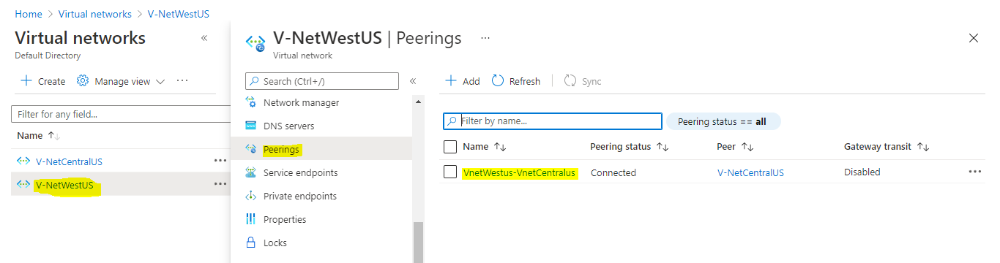 Home > Virtual networks > V-NetWestUS
Virtual networks «
Default Directory
+ Create Manage view ...
Filter for any field...
Name ↑↓
V-NetCentralUS ...
V-NetWestUS ...
V-NetWestUS | Peerings ...
Virtual network
Search (Ctrl+/) «
Network manager
DNS servers
Peerings
Service endpoints
Private endpoints
Properties
Locks
+ Add Refresh Sync
Filter by name... Peering status == all
Name ↑↓ Peering status ↑↓ Peer ↑↓ Gateway transit ↑↓
VnetWestus-VnetCentralus Connected V-NetCentralUS Disabled ...